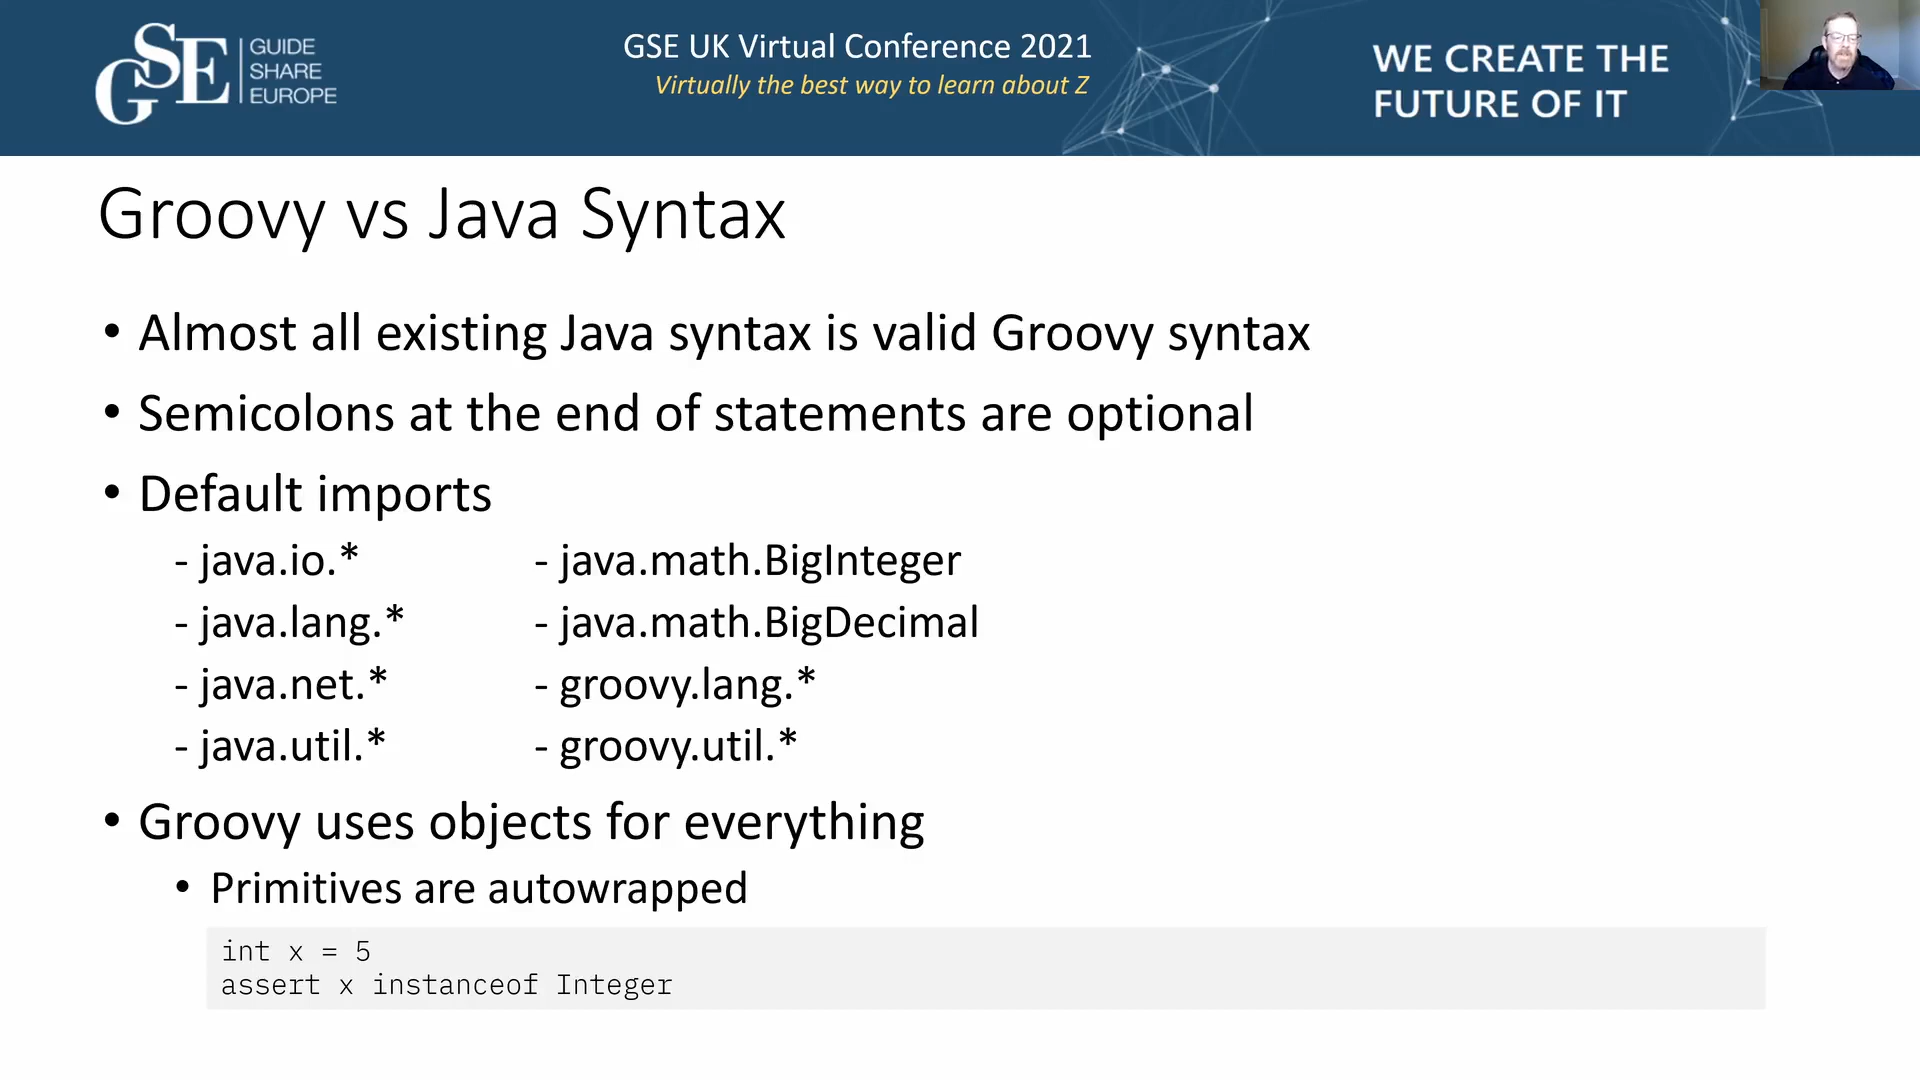 GSE
GUIDE
SHARE
EUROPE
GSE UK Virtual Conference 2021
Virtually the best way to learn about Z
WE CREATE THE
FUTURE OF IT
Groovy vs Java Syntax
• Almost all existing Java syntax is valid Groovy syntax
• Semicolons at the end of statements are optional
• Default imports
- java.io.* - java.math.BigInteger
- java.lang.* - java.math.BigDecimal
- java.net.* - groovy.lang.*
- java.util.* - groovy.util.*
• Groovy uses objects for everything
• Primitives are autowrapped
int x = 5
assert x instanceof Integer